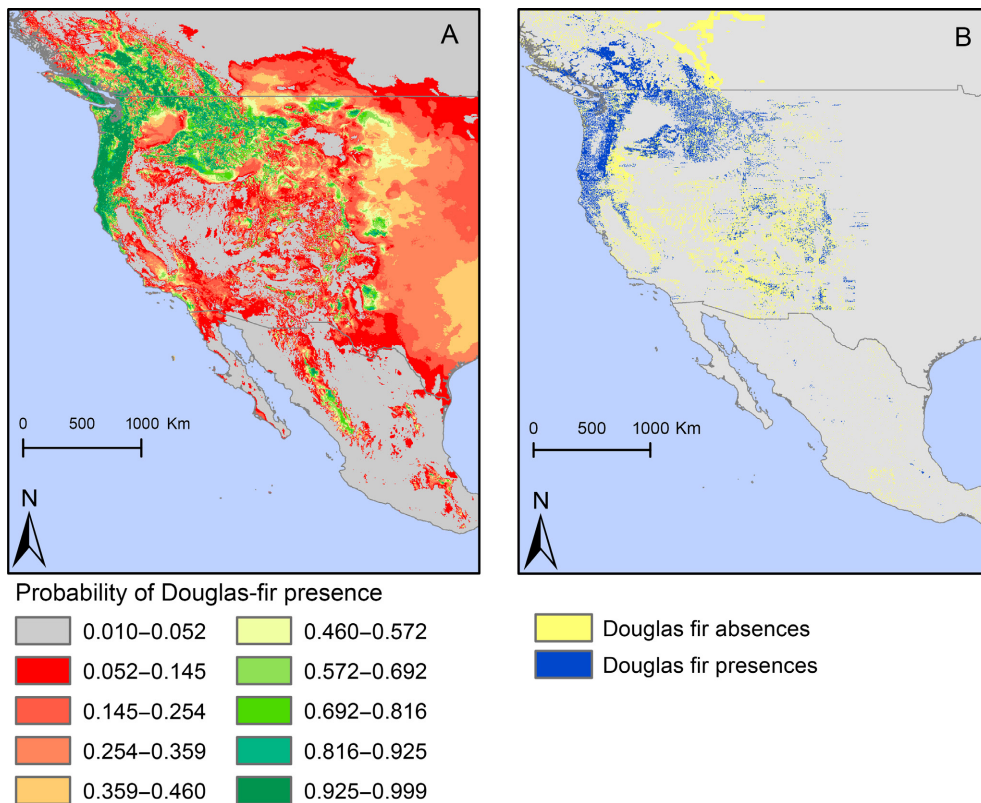 A
B
0 500 1000 Km
0 500 1000 Km
N
N
Probability of Douglas-fir presence
0.010–0.052
0.052–0.145
0.145–0.254
0.254–0.359
0.359–0.460
0.460–0.572
0.572–0.692
0.692–0.816
0.816–0.925
0.925–0.999
Douglas fir absences
Douglas fir presences